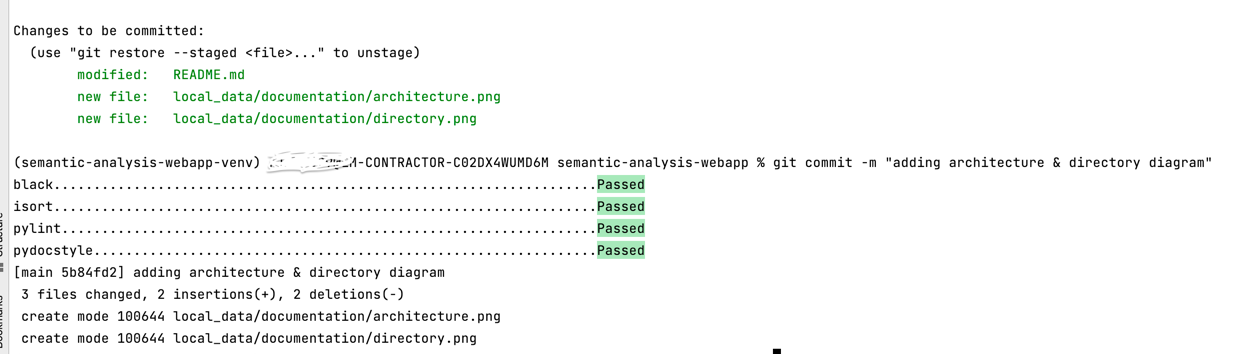 Changes to be committed:
(use "git restore --staged <file>..." to unstage)
modified: README.md
new file: local_data/documentation/architecture.png
new file: local_data/documentation/directory.png
(semantic-analysis-webapp-venv) M-CONTRACTOR-C02DX4WUMD6M semantic-analysis-webapp % git commit -m "adding architecture & directory diagram"
black....................................................................Passed
isort....................................................................Passed
pylint...................................................................Passed
pydocstyle...............................................................Passed
[main 5b84fd2] adding architecture & directory diagram
3 files changed, 2 insertions(+), 2 deletions(-)
create mode 100644 local_data/documentation/architecture.png
create mode 100644 local_data/documentation/directory.png